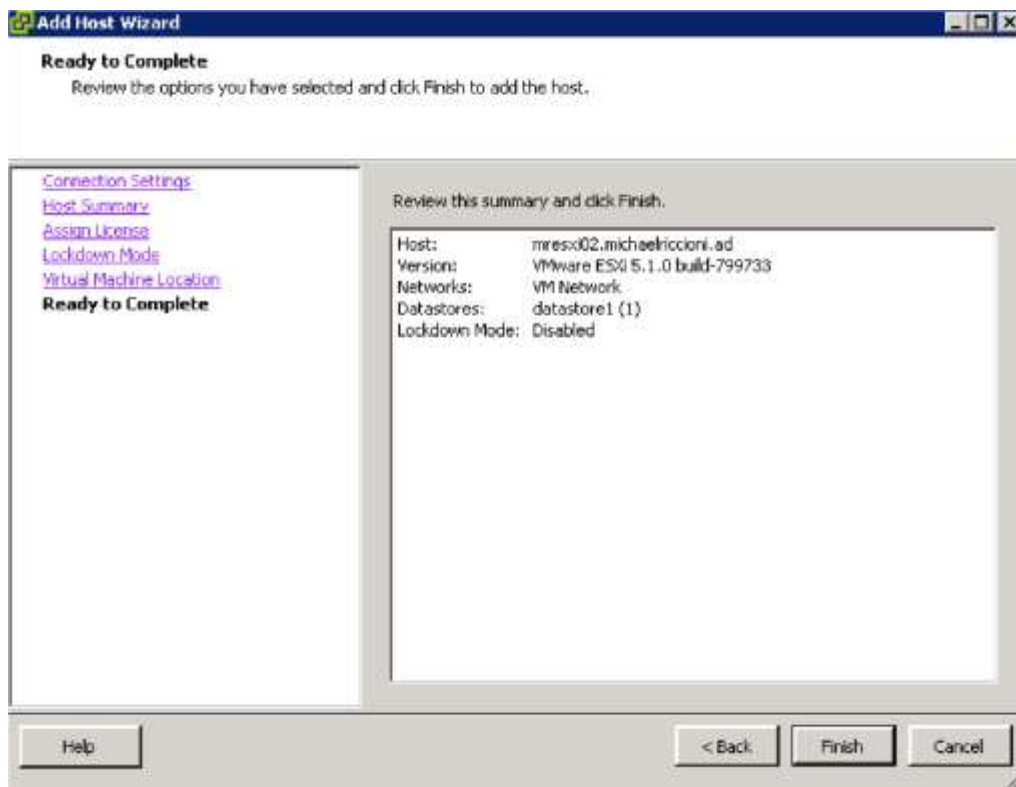 Add Host Wizard
Ready to Complete
Review the options you have selected and click Finish to add the host.
Connection Settings
Host Summary
Assign License
Lockdown Mode
Virtual Machine Location
Ready to Complete
Review this summary and click Finish.
Host: mresxi02.michaelriccioni.ad
Version: VMware ESXi 5.1.0 build-799733
Networks: VM Network
Datastores: datastore1 (1)
Lockdown Mode: Disabled
Help
< Back
Finish
Cancel